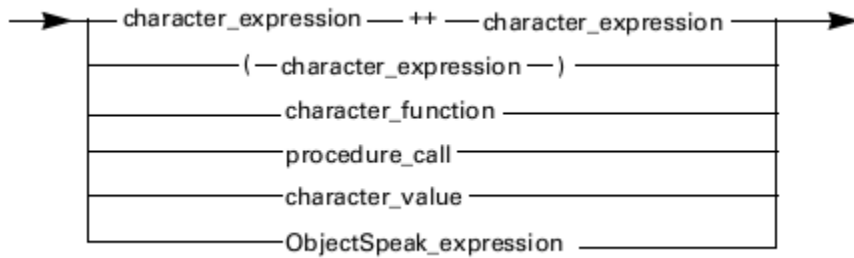 character_expression ++ character_expression
( character_expression )
character_function
procedure_call
character_value
ObjectSpeak_expression